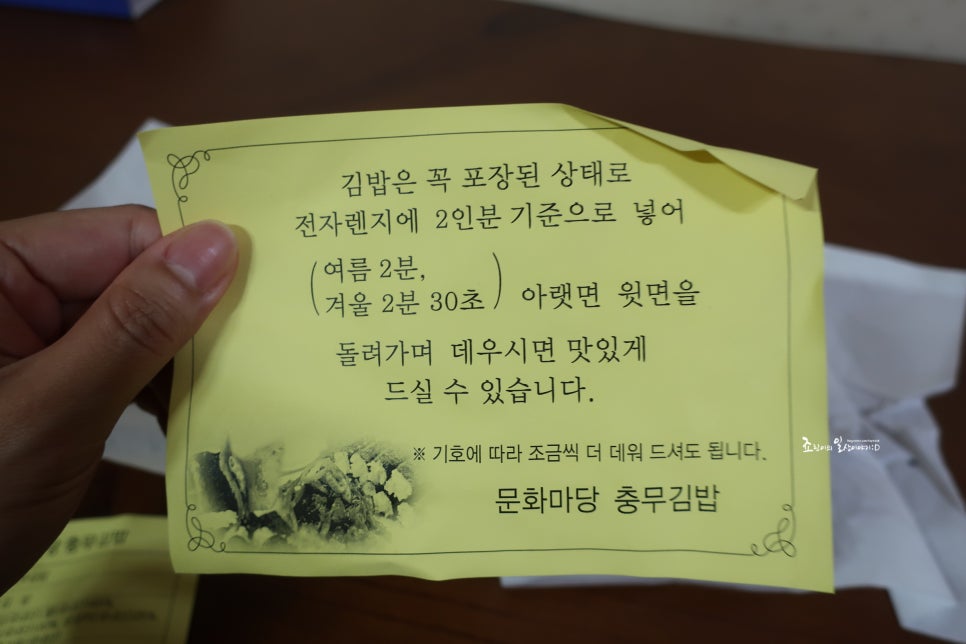 김밥은 꼭 포장된 상태로
전자렌지에 2인분 기준으로 넣어
(여름 2분,
겨울 2분 30초) 아랫면 윗면을
돌려가며 데우시면 맛있게
드실 수 있습니다.
※ 기호에 따라 조금씩 더 데워 드셔도 됩니다.
문화마당 충무김밥